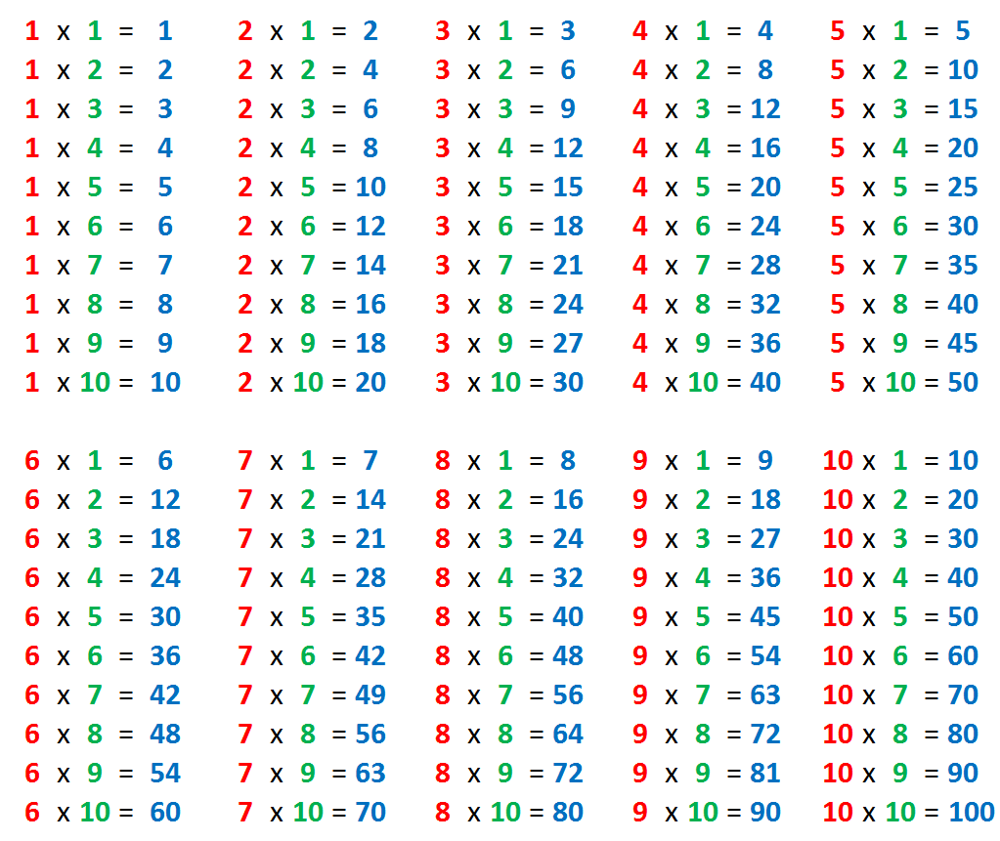 1 x 1 = 1 2 x 1 = 2 3 x 1 = 3 4 x 1 = 4 5 x 1 = 5
1 x 2 = 2 2 x 2 = 4 3 x 2 = 6 4 x 2 = 8 5 x 2 = 10
1 x 3 = 3 2 x 3 = 6 3 x 3 = 9 4 x 3 = 12 5 x 3 = 15
1 x 4 = 4 2 x 4 = 8 3 x 4 = 12 4 x 4 = 16 5 x 4 = 20
1 x 5 = 5 2 x 5 = 10 3 x 5 = 15 4 x 5 = 20 5 x 5 = 25
1 x 6 = 6 2 x 6 = 12 3 x 6 = 18 4 x 6 = 24 5 x 6 = 30
1 x 7 = 7 2 x 7 = 14 3 x 7 = 21 4 x 7 = 28 5 x 7 = 35
1 x 8 = 8 2 x 8 = 16 3 x 8 = 24 4 x 8 = 32 5 x 8 = 40
1 x 9 = 9 2 x 9 = 18 3 x 9 = 27 4 x 9 = 36 5 x 9 = 45
1 x 10 = 10 2 x 10 = 20 3 x 10 = 30 4 x 10 = 40 5 x 10 = 50
6 x 1 = 6 7 x 1 = 7 8 x 1 = 8 9 x 1 = 9 10 x 1 = 10
6 x 2 = 12 7 x 2 = 14 8 x 2 = 16 9 x 2 = 18 10 x 2 = 20
6 x 3 = 18 7 x 3 = 21 8 x 3 = 24 9 x 3 = 27 10 x 3 = 30
6 x 4 = 24 7 x 4 = 28 8 x 4 = 32 9 x 4 = 36 10 x 4 = 40
6 x 5 = 30 7 x 5 = 35 8 x 5 = 40 9 x 5 = 45 10 x 5 = 50
6 x 6 = 36 7 x 6 = 42 8 x 6 = 48 9 x 6 = 54 10 x 6 = 60
6 x 7 = 42 7 x 7 = 49 8 x 7 = 56 9 x 7 = 63 10 x 7 = 70
6 x 8 = 48 7 x 8 = 56 8 x 8 = 64 9 x 8 = 72 10 x 8 = 80
6 x 9 = 54 7 x 9 = 63 8 x 9 = 72 9 x 9 = 81 10 x 9 = 90
6 x 10 = 60 7 x 10 = 70 8 x 10 = 80 9 x 10 = 90 10 x 10 = 100